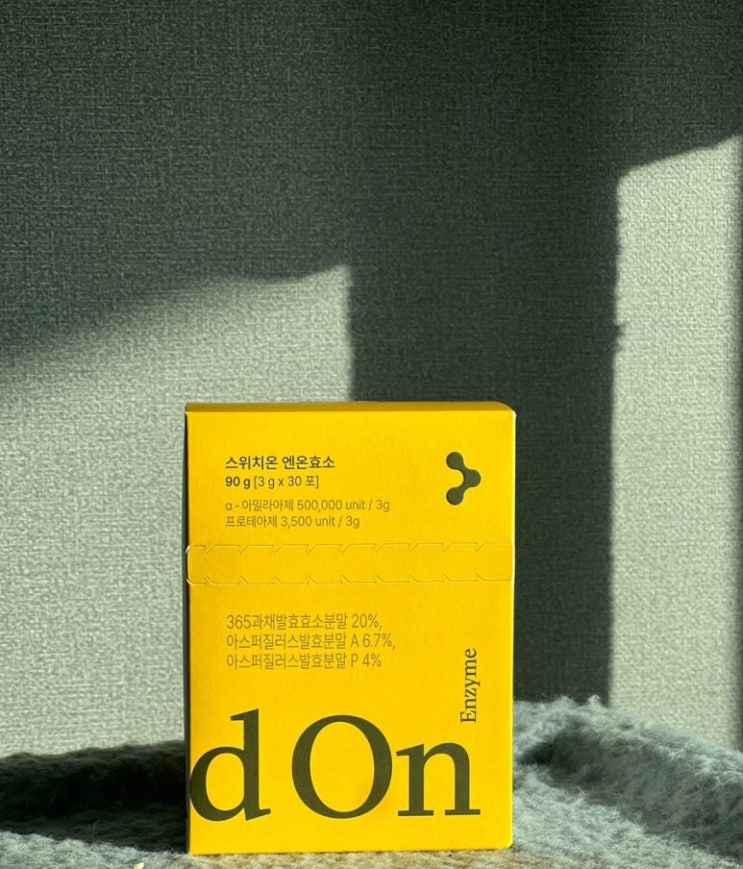 스위치온 엔온효소
90 g [3 g x 30 포]
α - 아밀라아제 500,000 unit / 3g
프로테아제 3,500 unit / 3g
365과채발효효소분말 20%,
아스퍼질러스발효분말 A 6.7%,
아스퍼질러스발효분말 P 4%
Enzyme
d On